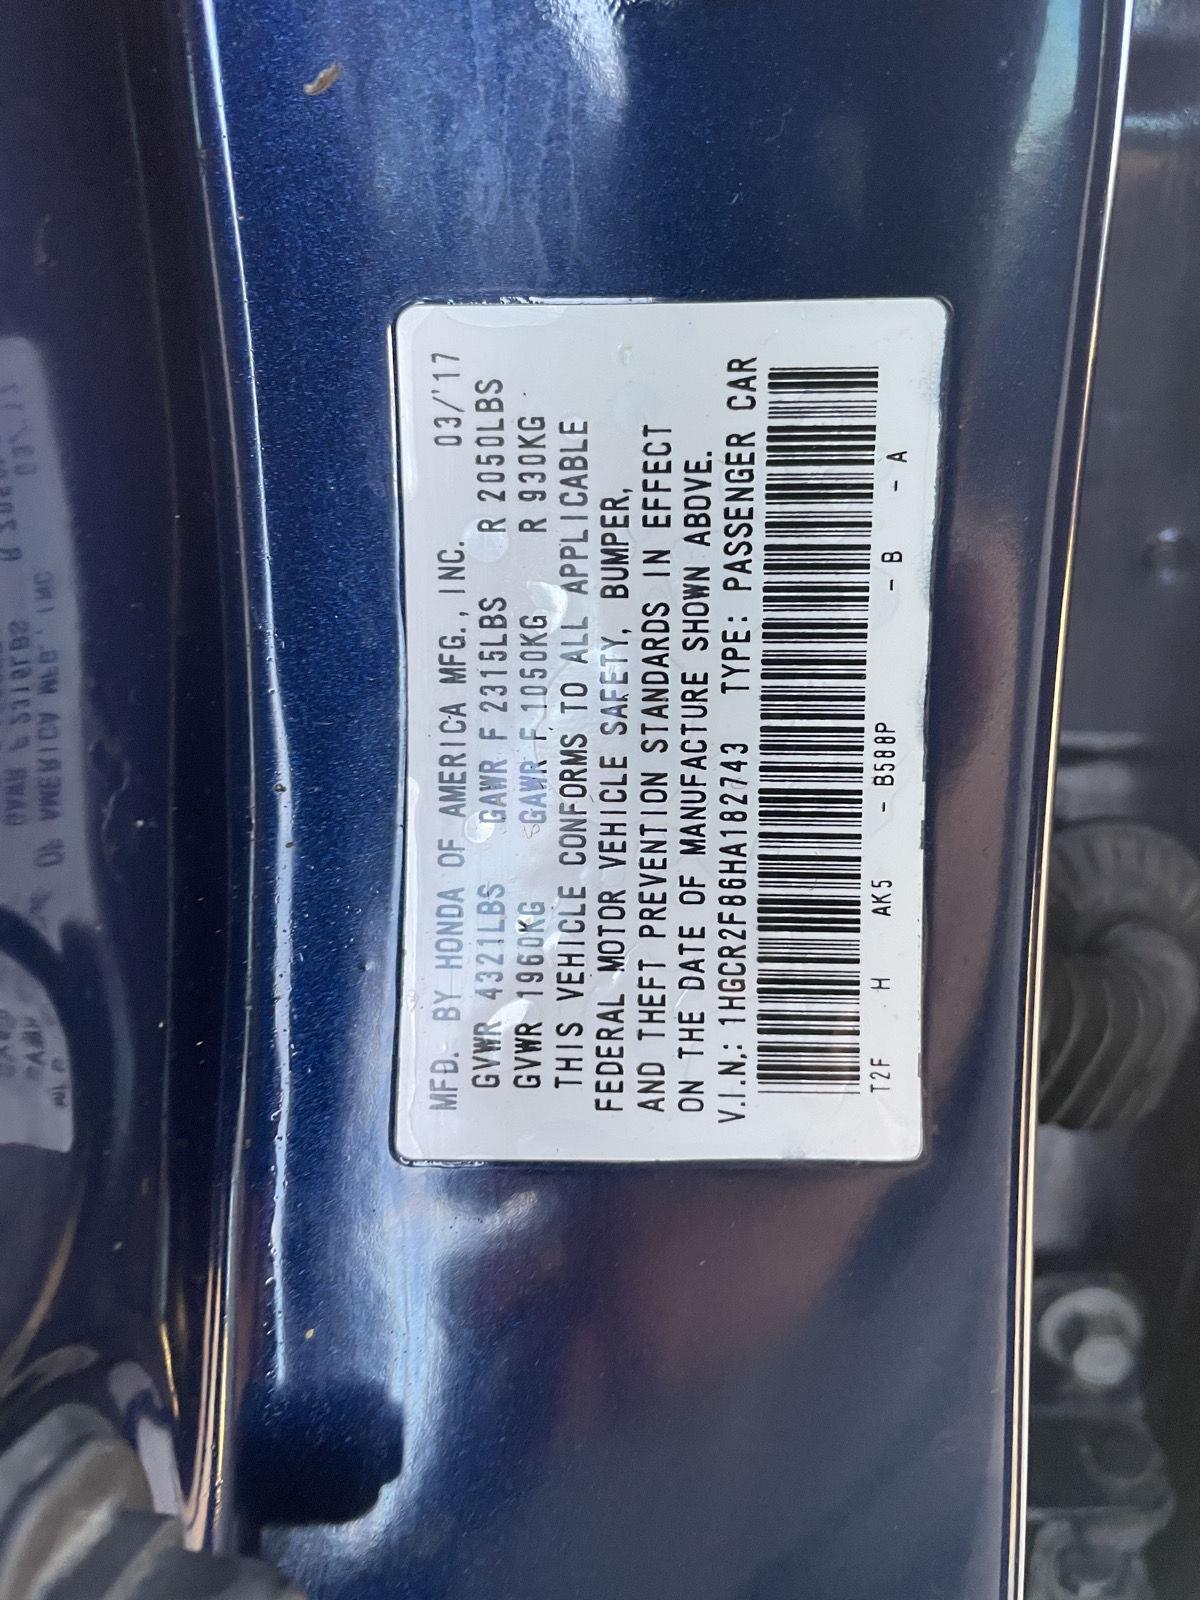 MFD. BY HONDA OF AMERICA MFG., INC. 03/'17
GVWR 4321LBS GAWR F 2315LBS R 2050LBS
GVWR 1960KG GAWR F 1050KG R 930KG
THIS VEHICLE CONFORMS TO ALL APPLICABLE
FEDERAL MOTOR VEHICLE SAFETY, BUMPER,
AND THEFT PREVENTION STANDARDS IN EFFECT
ON THE DATE OF MANUFACTURE SHOWN ABOVE.
V.I.N.: 1HGCR2F86HA182743 TYPE: PASSENGER CAR
T2F H AK5 - B588P - B - A